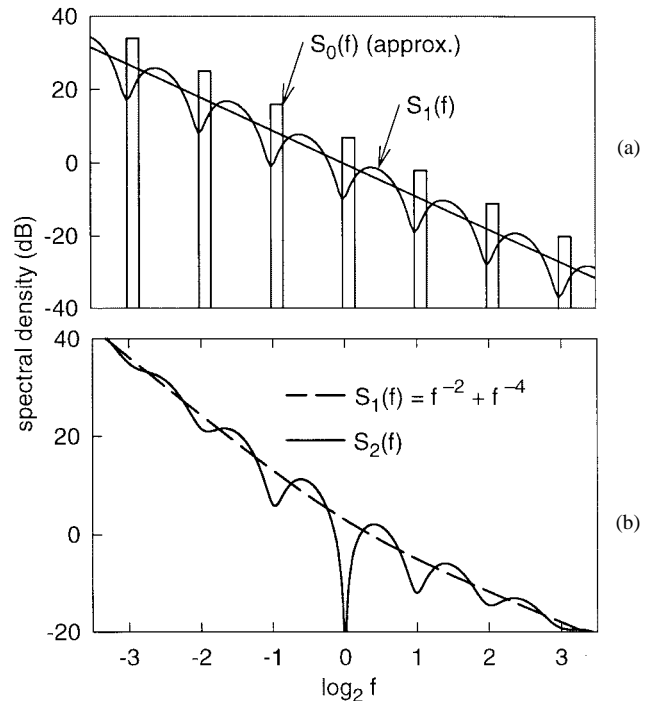 40
20
0
-20
-40
S₀(f) (approx.)
S₁(f)
(a)
spectral density (dB)
40
20
0
-20
S₁(f) = f⁻² + f⁻⁴
S₂(f)
(b)
-3 -2 -1 0 1 2 3
log₂ f